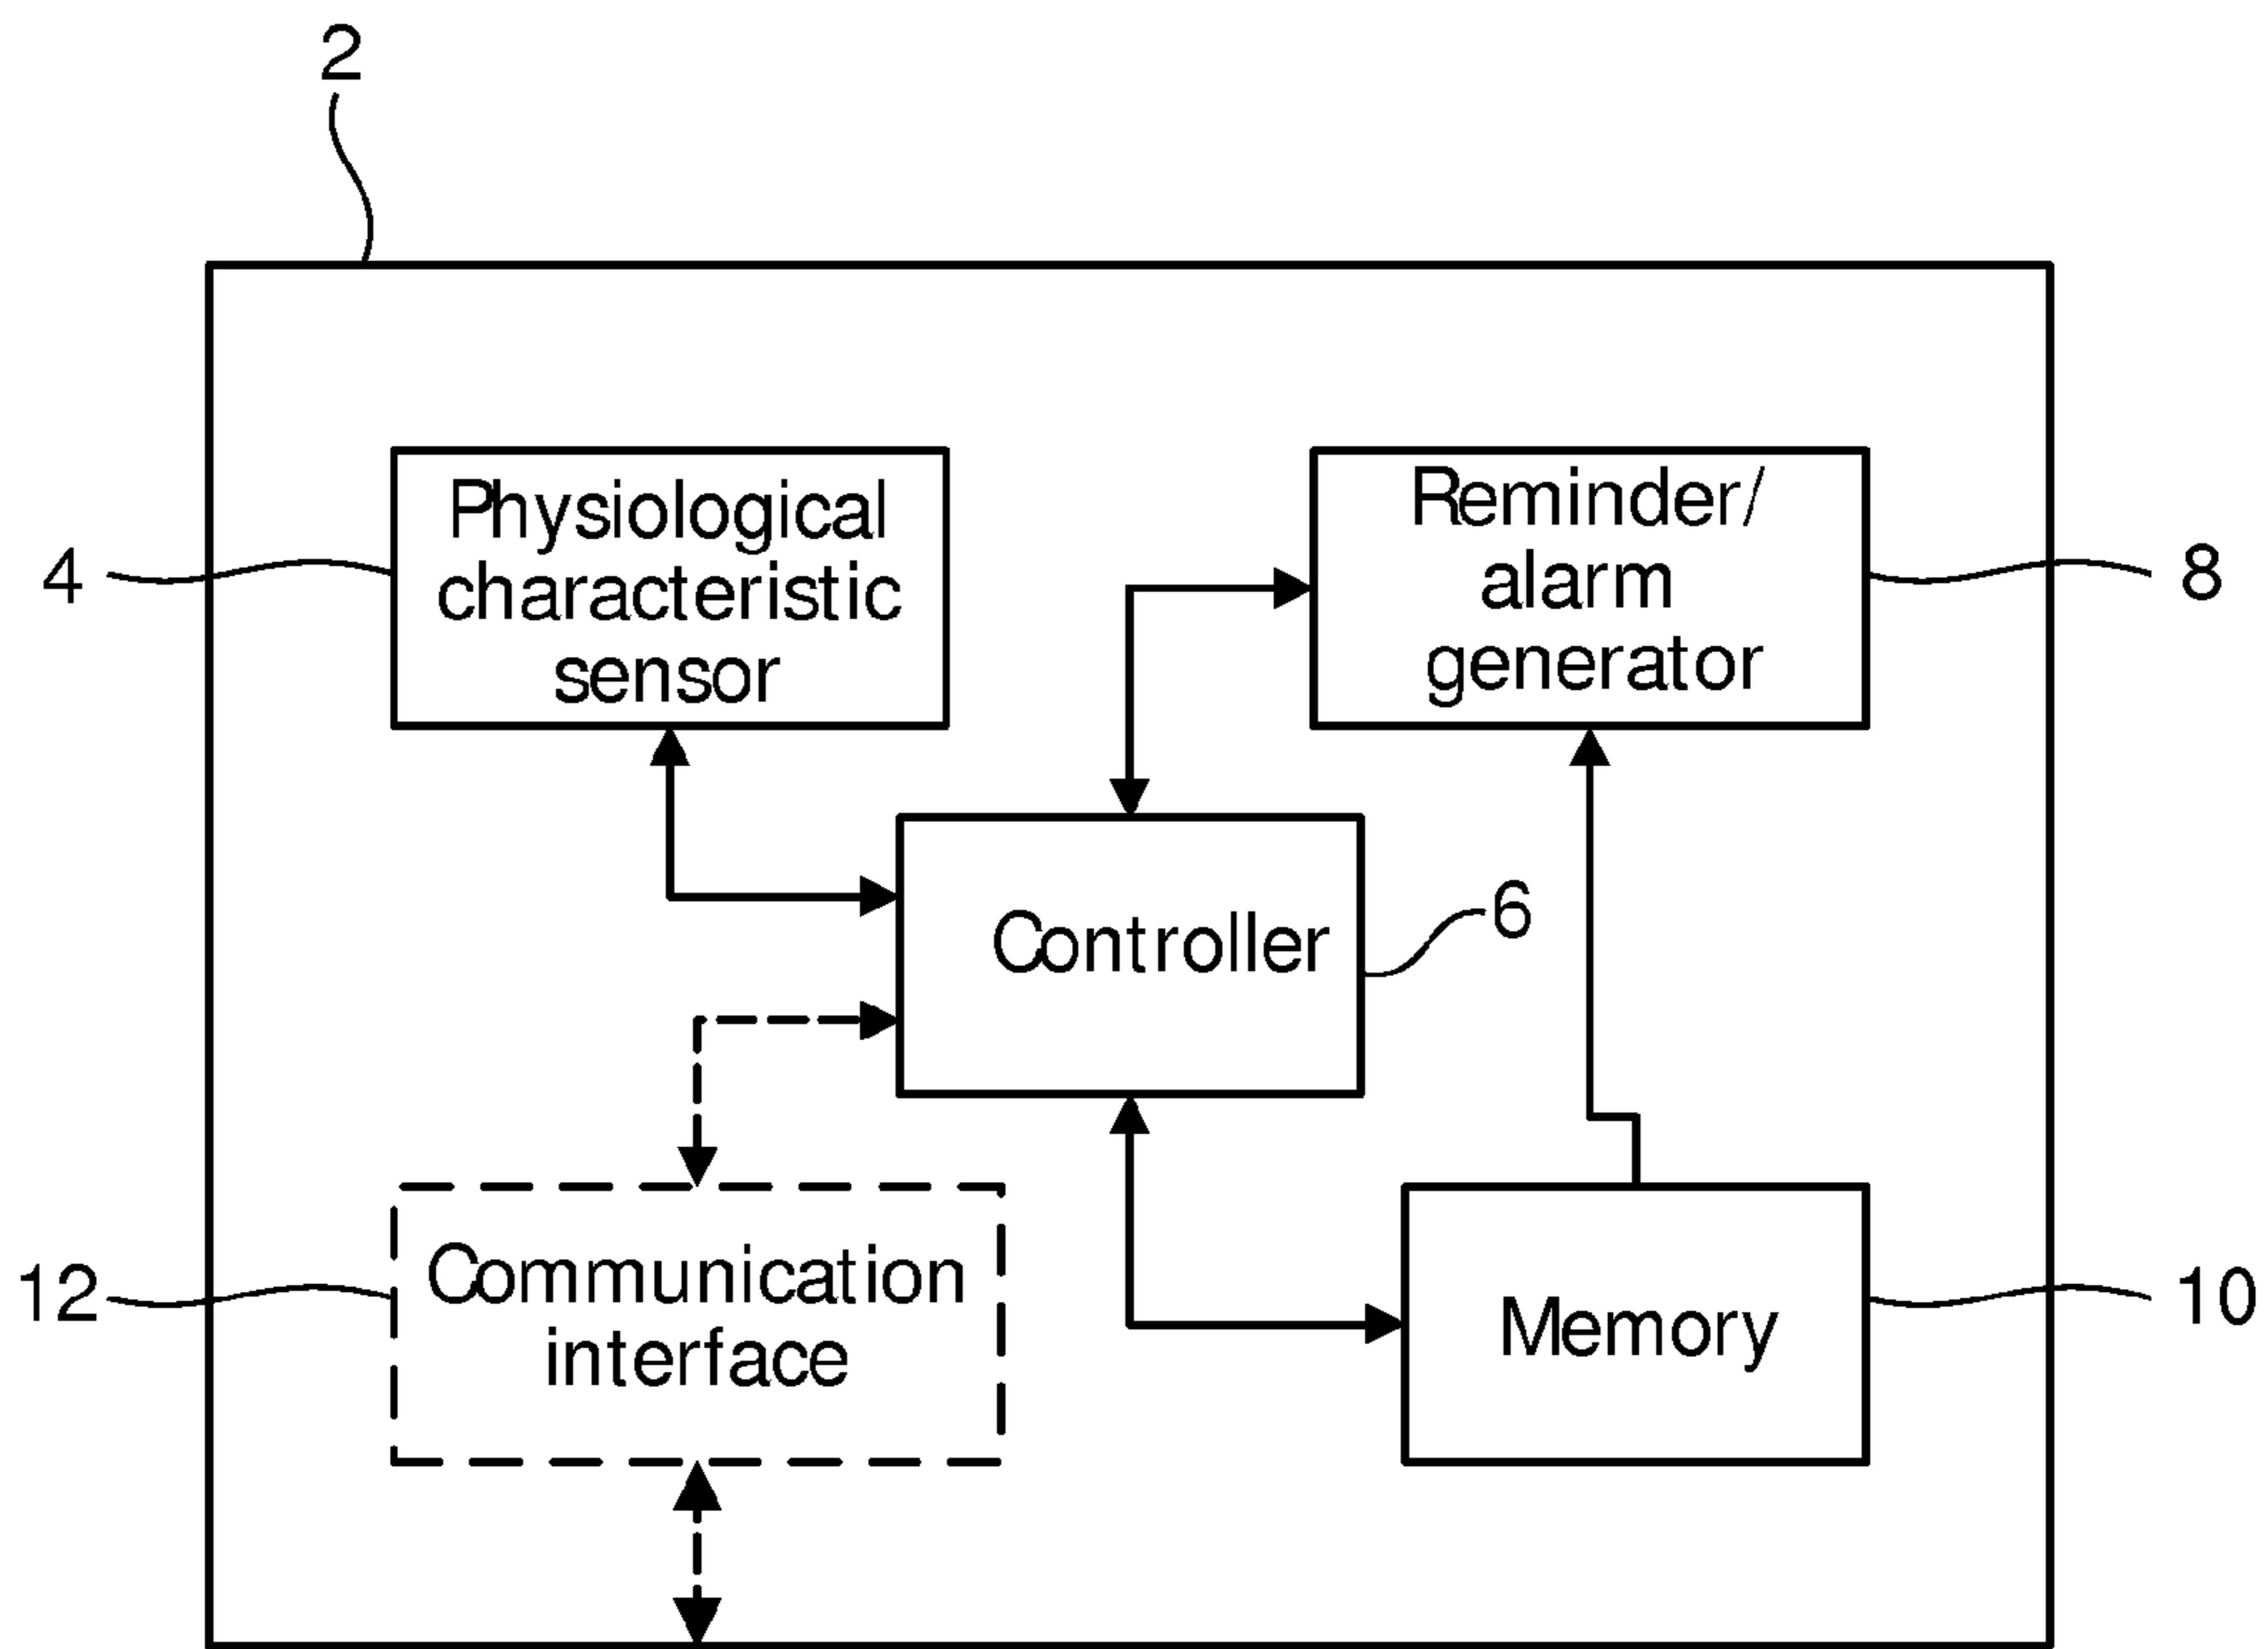 2
Physiological
characteristic
sensor
4
Reminder/
alarm
generator
8
Controller
6
Communication
interface
12
Memory
10